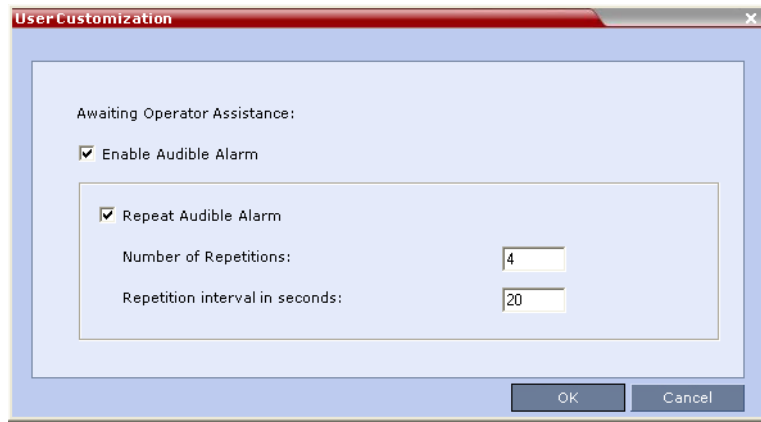 User Customization
Awaiting Operator Assistance:
Enable Audible Alarm
Repeat Audible Alarm
Number of Repetitions: 4
Repetition interval in seconds: 20
OK Cancel